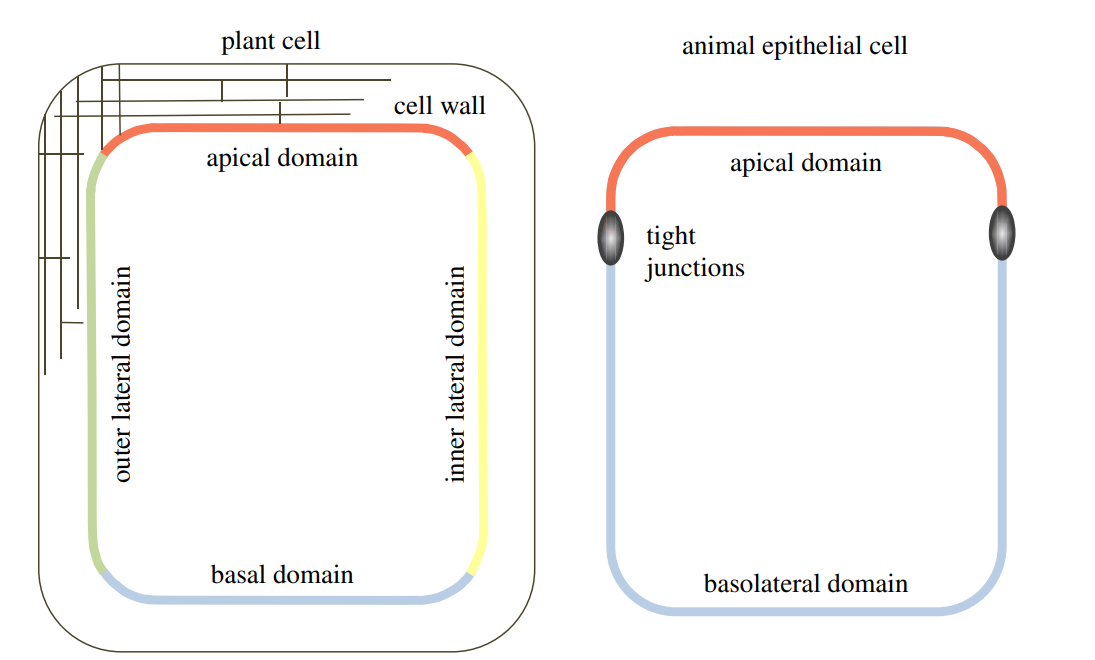 plant cell
animal epithelial cell
cell wall
apical domain
apical domain
tight
junctions
outer lateral domain
inner lateral domain
basal domain
basolateral domain